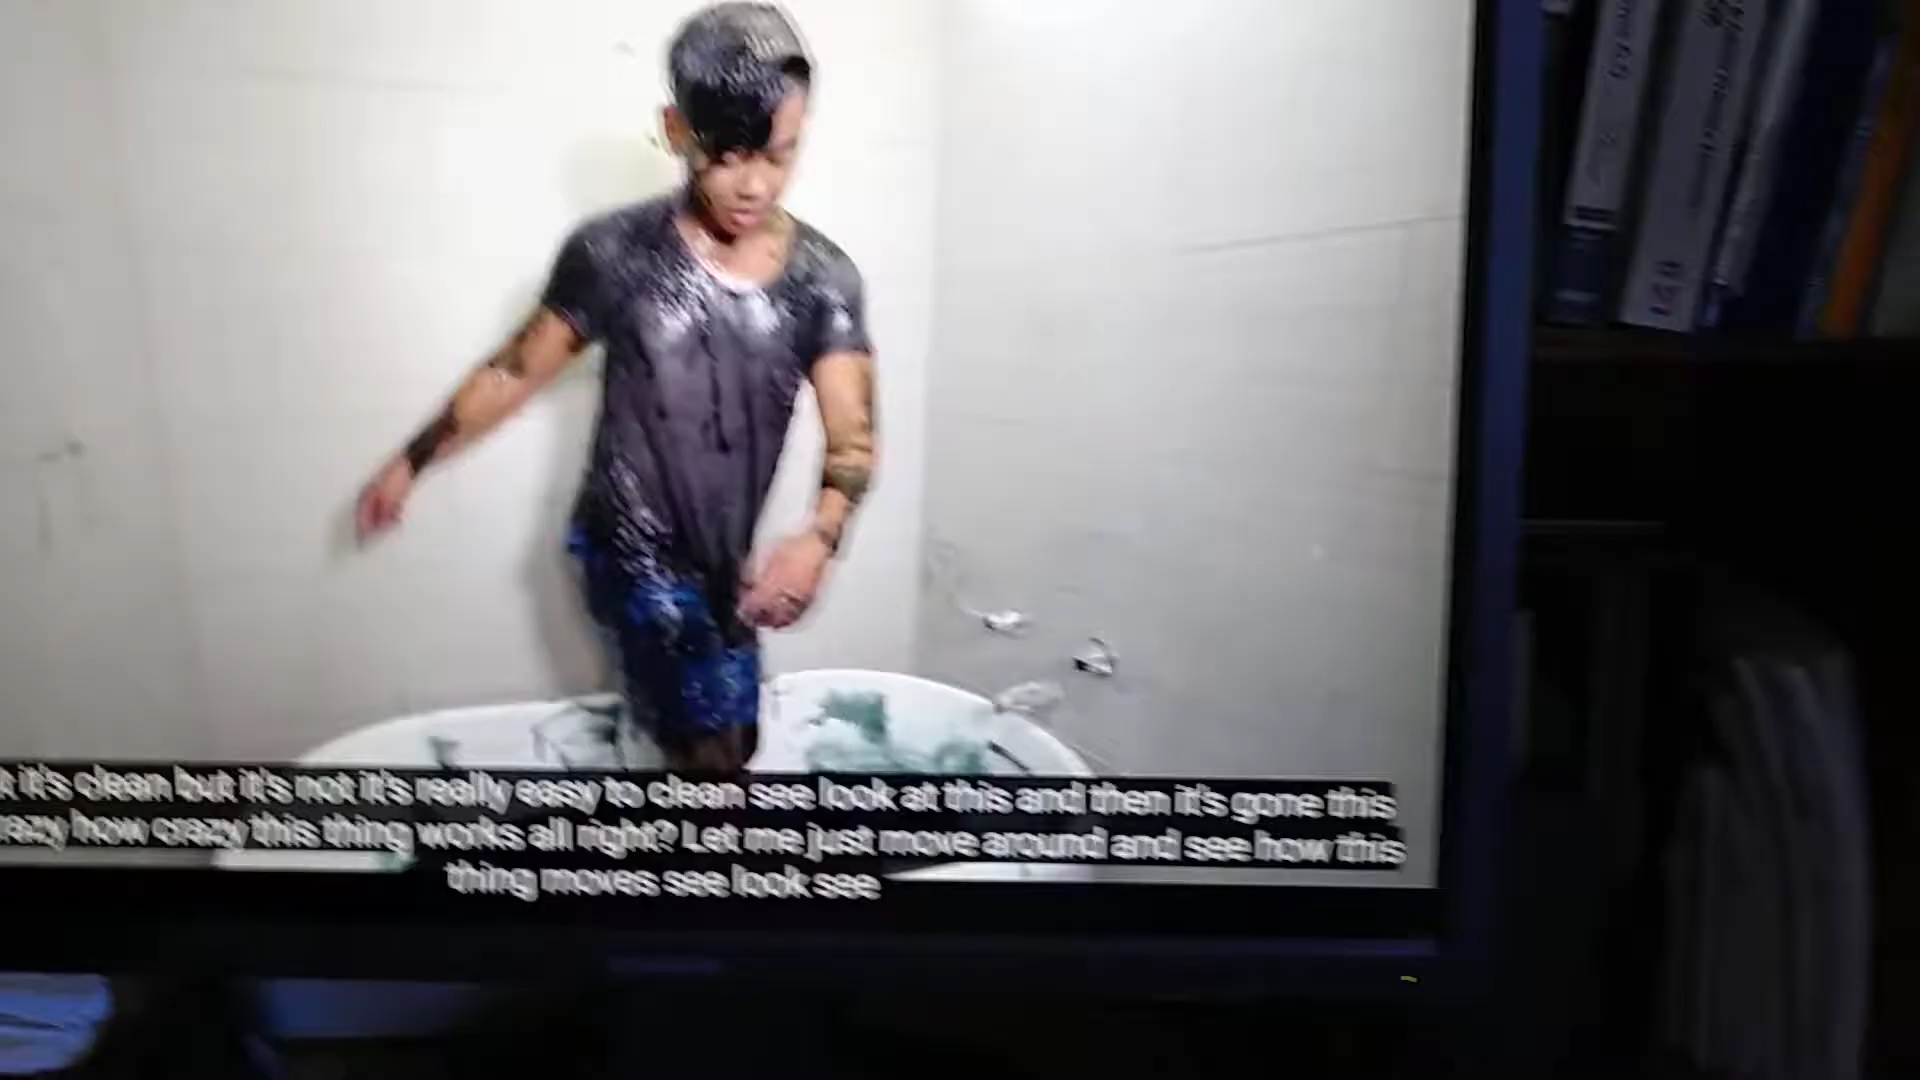 it's clean but it's not it's really easy to clean see look at this and then it's gone this
how crazy this thing works all right? Let me just move around and see how this
thing moves see look see